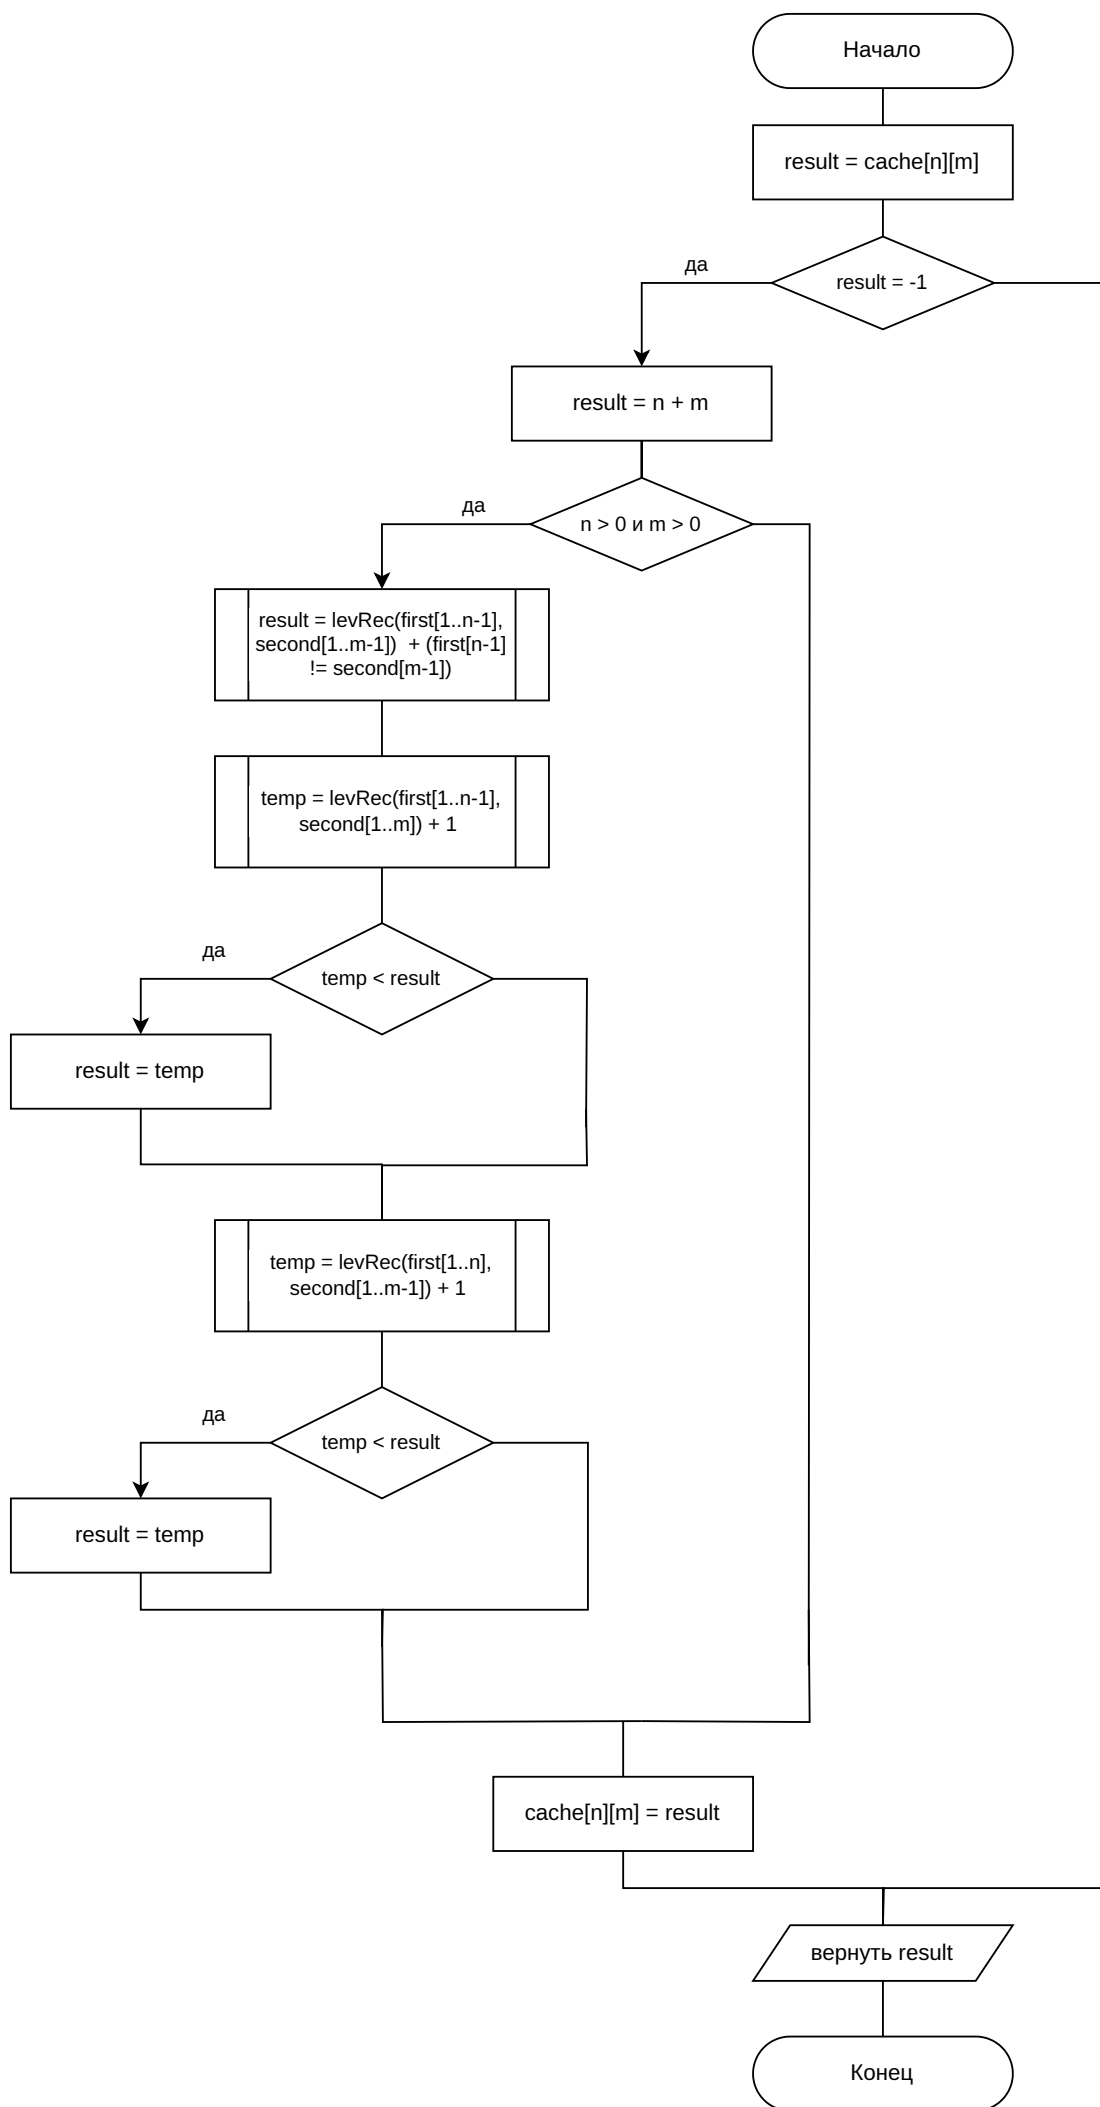 Начало
result = cache[n][m]
да
result = -1
result = n + m
да
n > 0 и m > 0
result = levRec(first[1..n-1],
second[1..m-1])  + (first[n-1]
!= second[m-1])
temp = levRec(first[1..n-1],
second[1..m]) + 1
да
temp < result
result = temp
temp = levRec(first[1..n],
second[1..m-1]) + 1
да
temp < result
result = temp
cache[n][m] = result
вернуть result
Конец